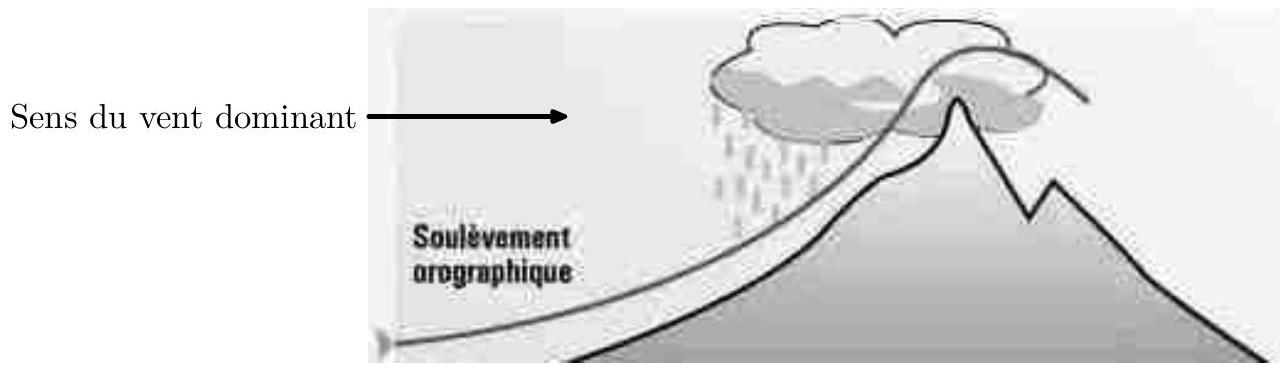 Sens du vent dominant
Soulèvement
orographique